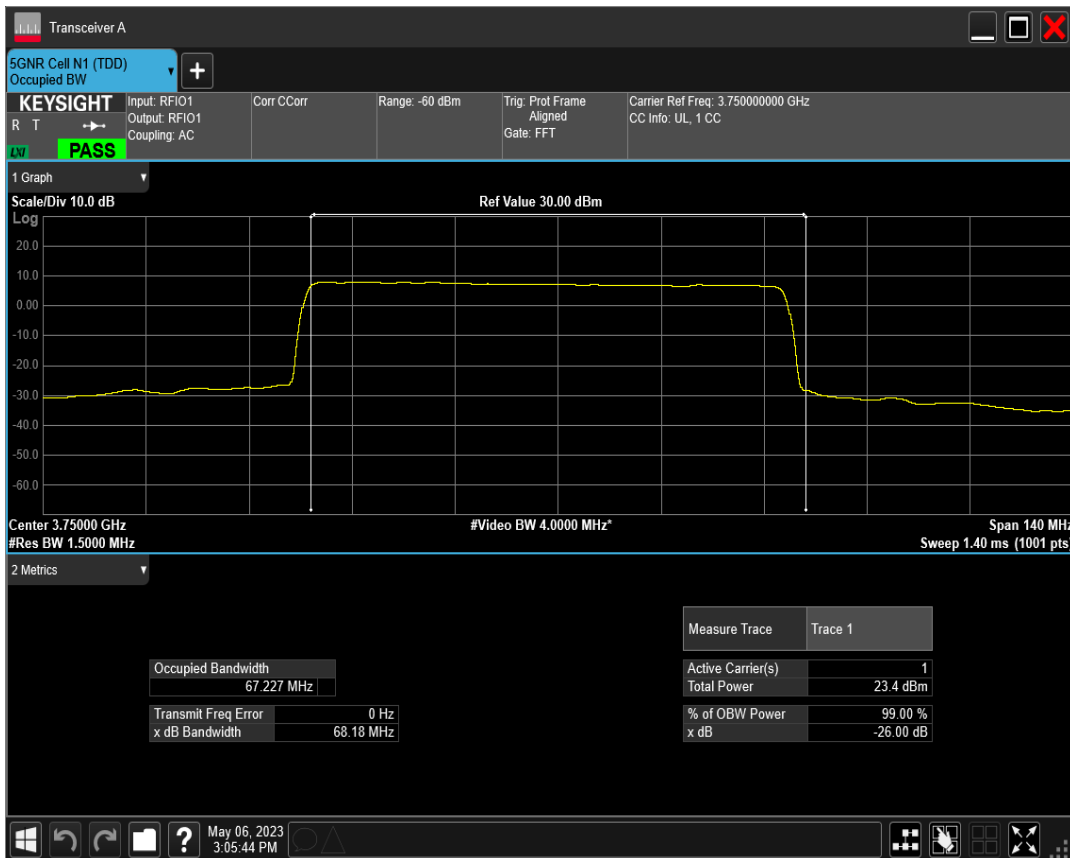 Transceiver A
5GNR Cell N1 (TDD)
Occupied BW
KEYSIGHT
R T
LXI
PASS
Input: RFIO1
Output: RFIO1
Coupling: AC
Corr CCorr
Range: -60 dBm
Trig: Prot Frame
Aligned
Gate: FFT
Carrier Ref Freq: 3.750000000 GHz
CC Info: UL, 1 CC
1 Graph
Scale/Div 10.0 dB
Ref Value 30.00 dBm
Log
20.0
10.0
0.00
-10.0
-20.0
-30.0
-40.0
-50.0
-60.0
Center 3.75000 GHz
#Video BW 4.0000 MHz*
Span 140 MHz
#Res BW 1.5000 MHz
Sweep 1.40 ms (1001 pts)
2 Metrics
Measure Trace Trace 1
Occupied Bandwidth
67.227 MHz
Active Carrier(s) 1
Total Power 23.4 dBm
Transmit Freq Error 0 Hz
x dB Bandwidth 68.18 MHz
% of OBW Power 99.00 %
x dB -26.00 dB
?
May 06, 2023
3:05:44 PM